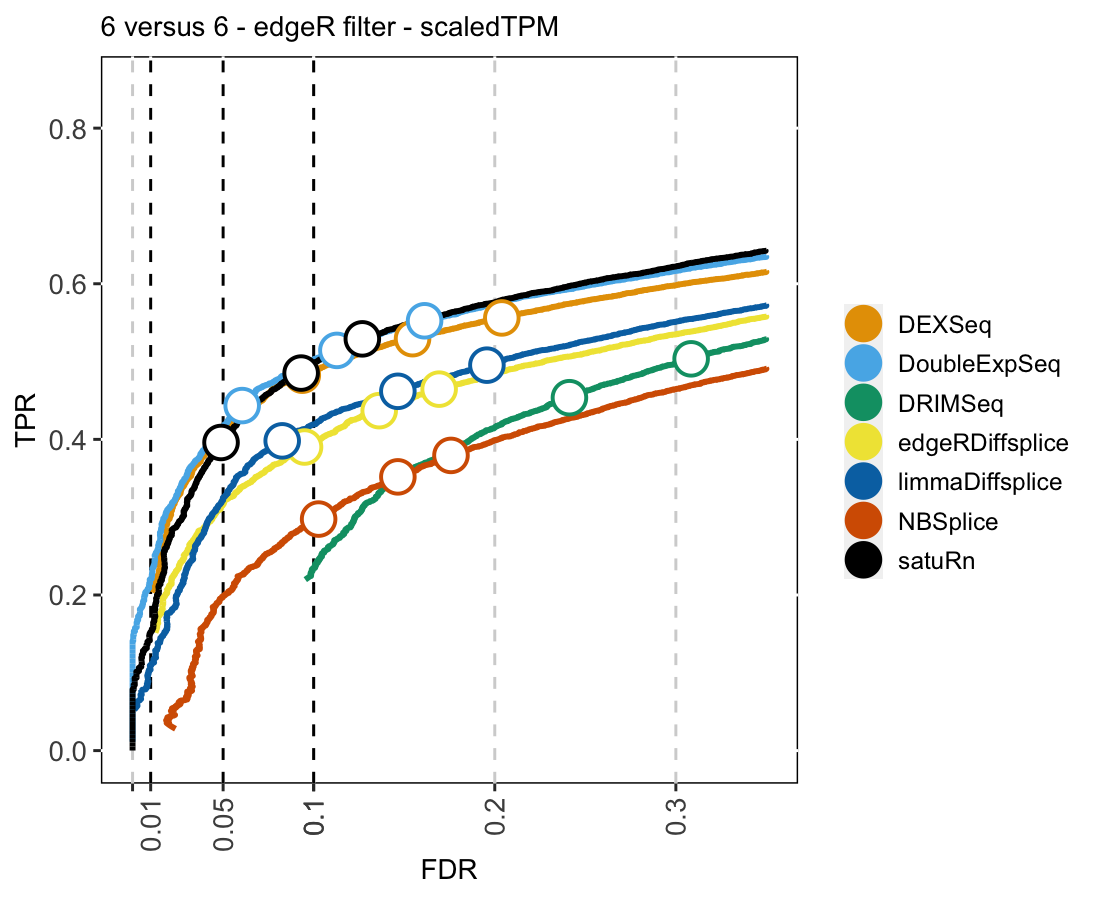 6 versus 6 - edgeR filter - scaledTPM
TPR
0.8
0.6
0.4
0.2
0.0
0.01
0.05
0.1
0.2
0.3
FDR
DEXSeq
DoubleExpSeq
DRIMSeq
edgeRDiffsplice
limmaDiffsplice
NBSplice
satuRn